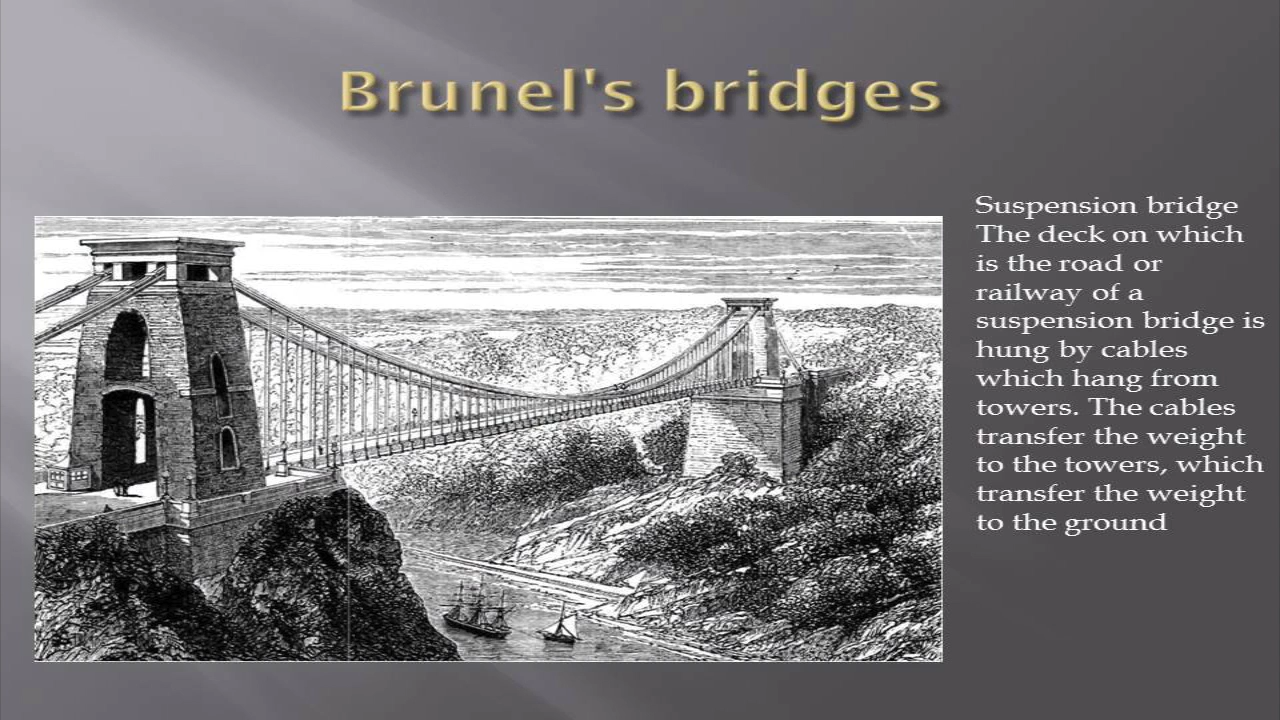 Brunel's bridges
Suspension bridge
The deck on which
is the road or
railway of a
suspension bridge is
hung by cables
which hang from
towers. The cables
transfer the weight
to the towers, which
transfer the weight
to the ground